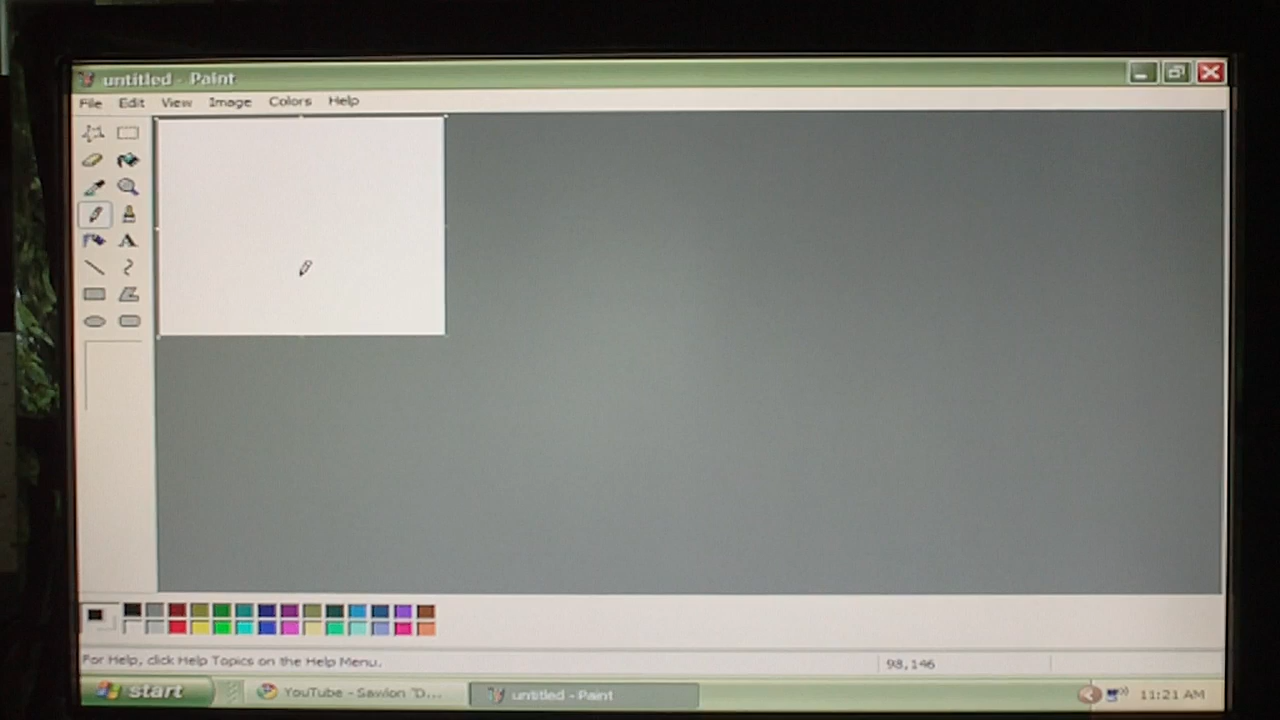 untitled - Paint
File Edit View Image Colors Help
A
For Help, click Help Topics on the Help Menu.
98,146
start
YouTube - Sawlon "D...
untitled - Paint
11:21 AM